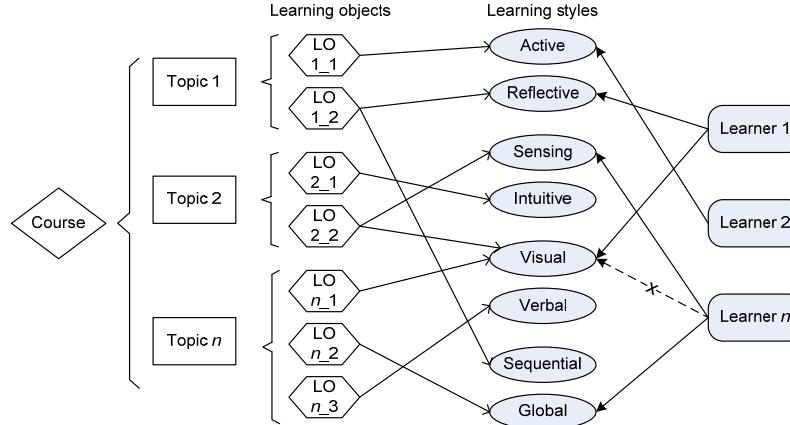 Learning objects
Learning styles
Course
Topic 1
Topic 2
Topic n
LO
1_1
LO
1_2
LO
2_1
LO
2_2
LO
n_1
LO
n_2
LO
n_3
Active
Reflective
Sensing
Intuitive
Visual
Verbal
Sequential
Global
x
Learner 1
Learner 2
Learner n